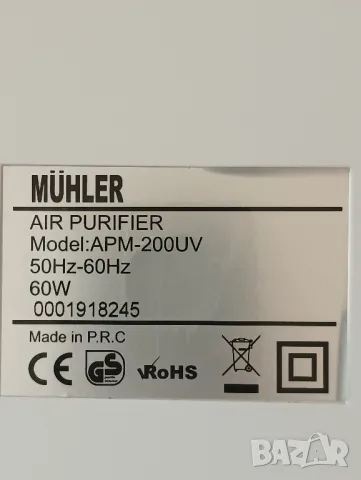 MÜHLER
AIR PURIFIER
Model:APM-200UV
50Hz-60Hz
60W
0001918245
Made in P.R.C
CE GS RoHS
BAZAR